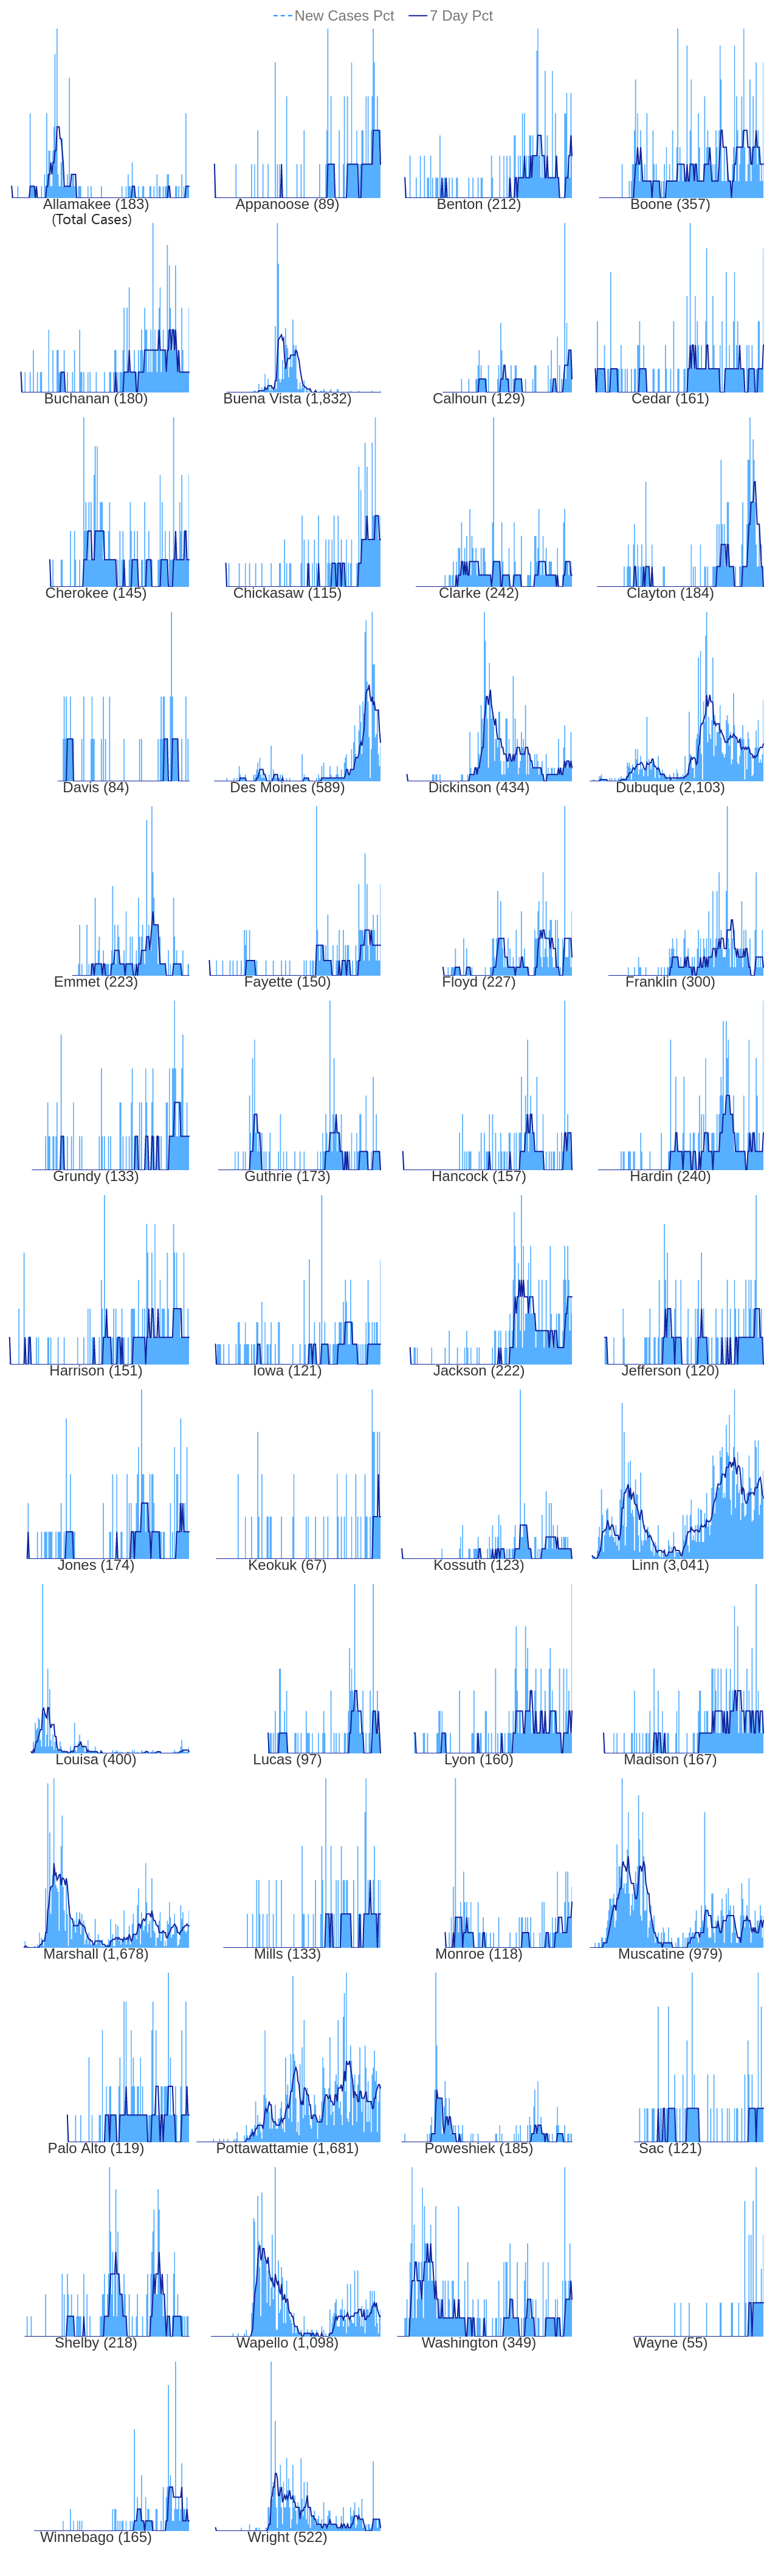 New Cases Pct 7 Day Pct
Allamakee (183) Appanoose (89) Benton (212) Boone (357)
(Total Cases)
Buchanan (180) Buena Vista (1,832) Calhoun (129) Cedar (161)
Cherokee (145) Chickasaw (115) Clarke (242) Clayton (184)
Davis (84) Des Moines (589) Dickinson (434) Dubuque (2,103)
Emmet (223) Fayette (150) Floyd (227) Franklin (300)
Grundy (133) Guthrie (173) Hancock (157) Hardin (240)
Harrison (151) Iowa (121) Jackson (222) Jefferson (120)
Jones (174) Keokuk (67) Kossuth (123) Linn (3,041)
Louisa (400) Lucas (97) Lyon (160) Madison (167)
Marshall (1,678) Mills (133) Monroe (118) Muscatine (979)
Palo Alto (119) Pottawattamie (1,681) Poweshiek (185) Sac (121)
Shelby (218) Wapello (1,098) Washington (349) Wayne (55)
Winnebago (165) Wright (522)